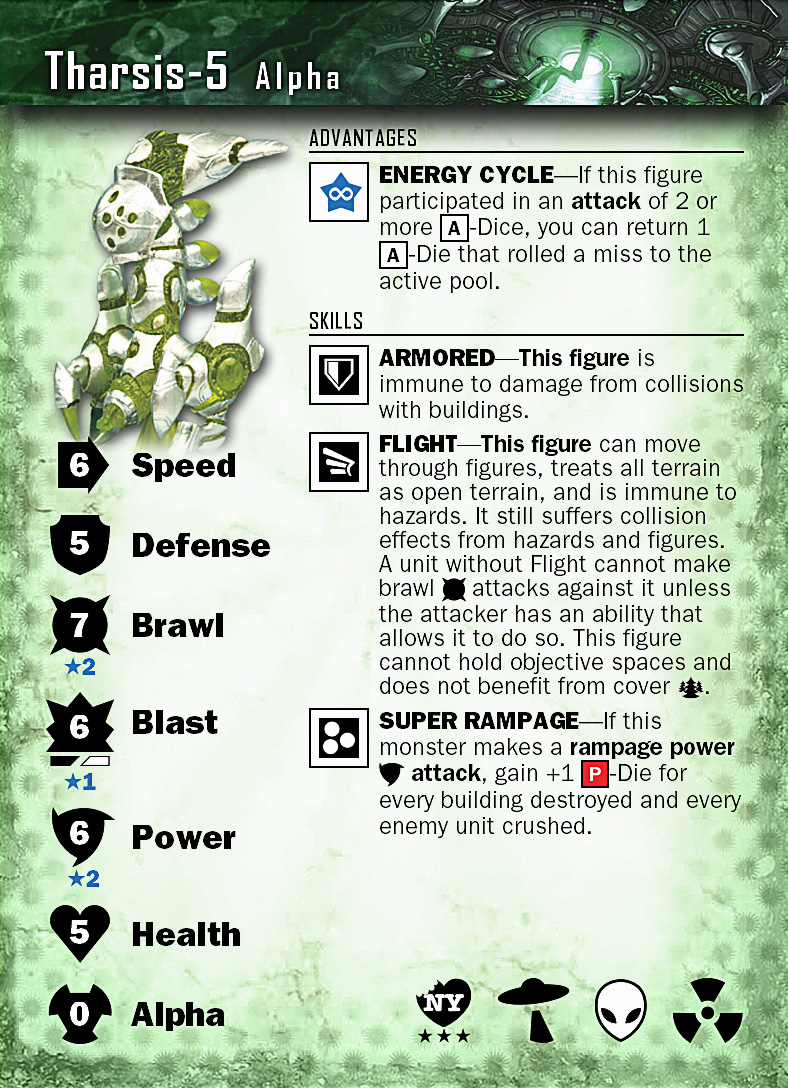 Tharsis-5 Alpha
ADVANTAGES
ENERGY CYCLE—If this figure
participated in an attack of 2 or
more A-Dice, you can return 1
A-Die that rolled a miss to the
active pool.
SKILLS
ARMORED—This figure is
immune to damage from collisions
with buildings.
FLIGHT—This figure can move
through figures, treats all terrain
as open terrain, and is immune to
hazards. It still suffers collision
effects from hazards and figures.
A unit without Flight cannot make
brawl attacks against it unless
the attacker has an ability that
allows it to do so. This figure
cannot hold objective spaces and
does not benefit from cover .
SUPER RAMPAGE—If this
monster makes a rampage power
attack, gain +1 P-Die for
every building destroyed and every
enemy unit crushed.
6 Speed
5 Defense
7 Brawl
★2
6 Blast
★1
6 Power
★2
5 Health
0 Alpha
NY
★★★